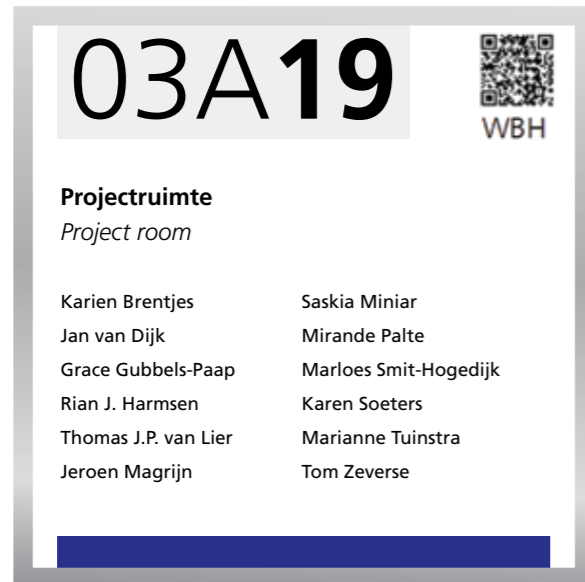 03A19
WBH
Projectruimte
Project room
Karien Brentjes
Jan van Dijk
Grace Gubbels-Paap
Rian J. Harmsen
Thomas J.P. van Lier
Jeroen Magrijn
Saskia Miniar
Mirande Palte
Marloes Smit-Hogedijk
Karen Soeters
Marianne Tuinstra
Tom Zeverse